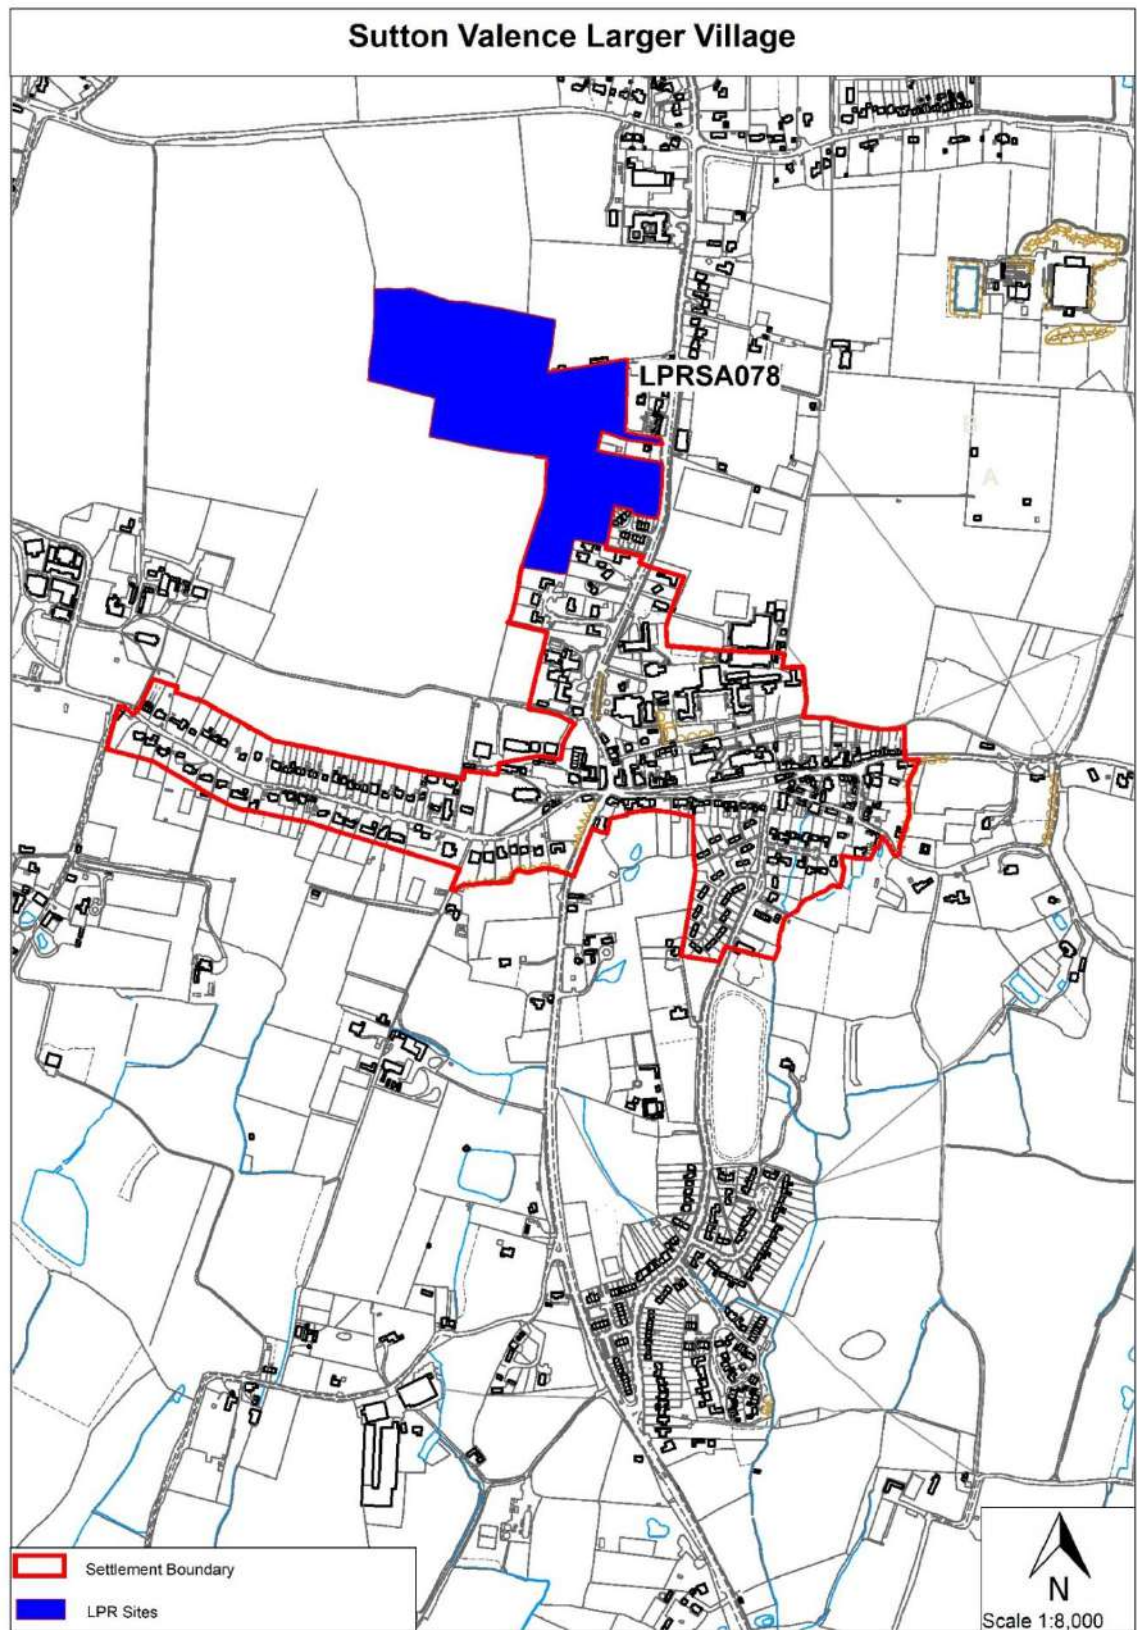 Sutton Valence Larger Village
LPRSA078
B
A
Settlement Boundary
LPR Sites
N
Scale 1:8,000